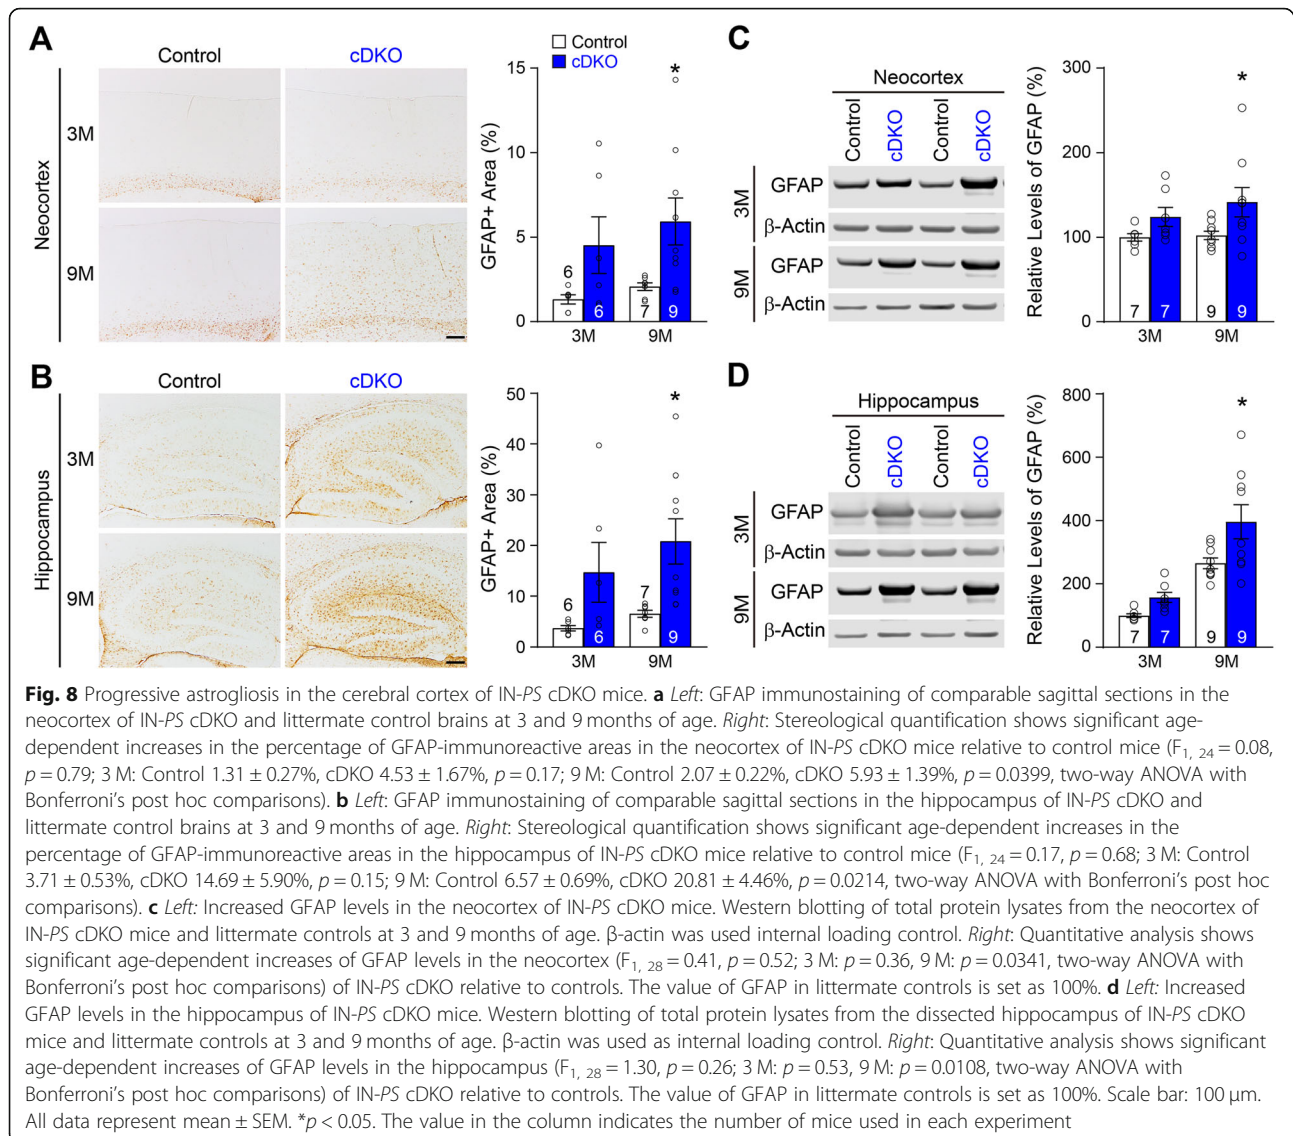 A
Control
cDKO
Neocortex
3M
9M
Control
cDKO
GFAP+ Area (%)
15
10
5
0
*
6
6
7
9
3M
9M
C
Neocortex
Control
cDKO
Control
cDKO
3M
GFAP
β-Actin
9M
GFAP
β-Actin
Relative Levels of GFAP (%)
300
200
100
0
*
7
7
9
9
3M
9M
B
Control
cDKO
Hippocampus
3M
9M
GFAP+ Area (%)
50
40
30
20
10
0
*
6
6
7
9
3M
9M
D
Hippocampus
Control
cDKO
Control
cDKO
3M
GFAP
β-Actin
9M
GFAP
β-Actin
Relative Levels of GFAP (%)
800
600
400
200
0
*
7
7
9
9
3M
9M
Fig. 8 Progressive astrogliosis in the cerebral cortex of IN-PS cDKO mice. a Left: GFAP immunostaining of comparable sagittal sections in the
neocortex of IN-PS cDKO and littermate control brains at 3 and 9 months of age. Right: Stereological quantification shows significant age-
dependent increases in the percentage of GFAP-immunoreactive areas in the neocortex of IN-PS cDKO mice relative to control mice (F1, 24 = 0.08,
p = 0.79; 3 M: Control 1.31 ± 0.27%, cDKO 4.53 ± 1.67%, p = 0.17; 9 M: Control 2.07 ± 0.22%, cDKO 5.93 ± 1.39%, p = 0.0399, two-way ANOVA with
Bonferroni's post hoc comparisons). b Left: GFAP immunostaining of comparable sagittal sections in the hippocampus of IN-PS cDKO and
littermate control brains at 3 and 9 months of age. Right: Stereological quantification shows significant age-dependent increases in the
percentage of GFAP-immunoreactive areas in the hippocampus of IN-PS cDKO mice relative to control mice (F1, 24 = 0.17, p = 0.68; 3 M: Control
3.71 ± 0.53%, cDKO 14.69 ± 5.90%, p = 0.15; 9 M: Control 6.57 ± 0.69%, cDKO 20.81 ± 4.46%, p = 0.0214, two-way ANOVA with Bonferroni's post hoc
comparisons). c Left: Increased GFAP levels in the neocortex of IN-PS cDKO mice. Western blotting of total protein lysates from the neocortex of
IN-PS cDKO mice and littermate controls at 3 and 9 months of age. β-actin was used internal loading control. Right: Quantitative analysis shows
significant age-dependent increases of GFAP levels in the neocortex (F1, 28 = 0.41, p = 0.52; 3 M: p = 0.36, 9 M: p = 0.0341, two-way ANOVA with
Bonferroni's post hoc comparisons) of IN-PS cDKO relative to controls. The value of GFAP in littermate controls is set as 100%. d Left: Increased
GFAP levels in the hippocampus of IN-PS cDKO mice. Western blotting of total protein lysates from the dissected hippocampus of IN-PS cDKO
mice and littermate controls at 3 and 9 months of age. β-actin was used as internal loading control. Right: Quantitative analysis shows significant
age-dependent increases of GFAP levels in the hippocampus (F1, 28 = 1.30, p = 0.26; 3 M: p = 0.53, 9 M: p = 0.0108, two-way ANOVA with
Bonferroni's post hoc comparisons) of IN-PS cDKO relative to controls. The value of GFAP in littermate controls is set as 100%. Scale bar: 100 μm.
All data represent mean ± SEM. *p < 0.05. The value in the column indicates the number of mice used in each experiment